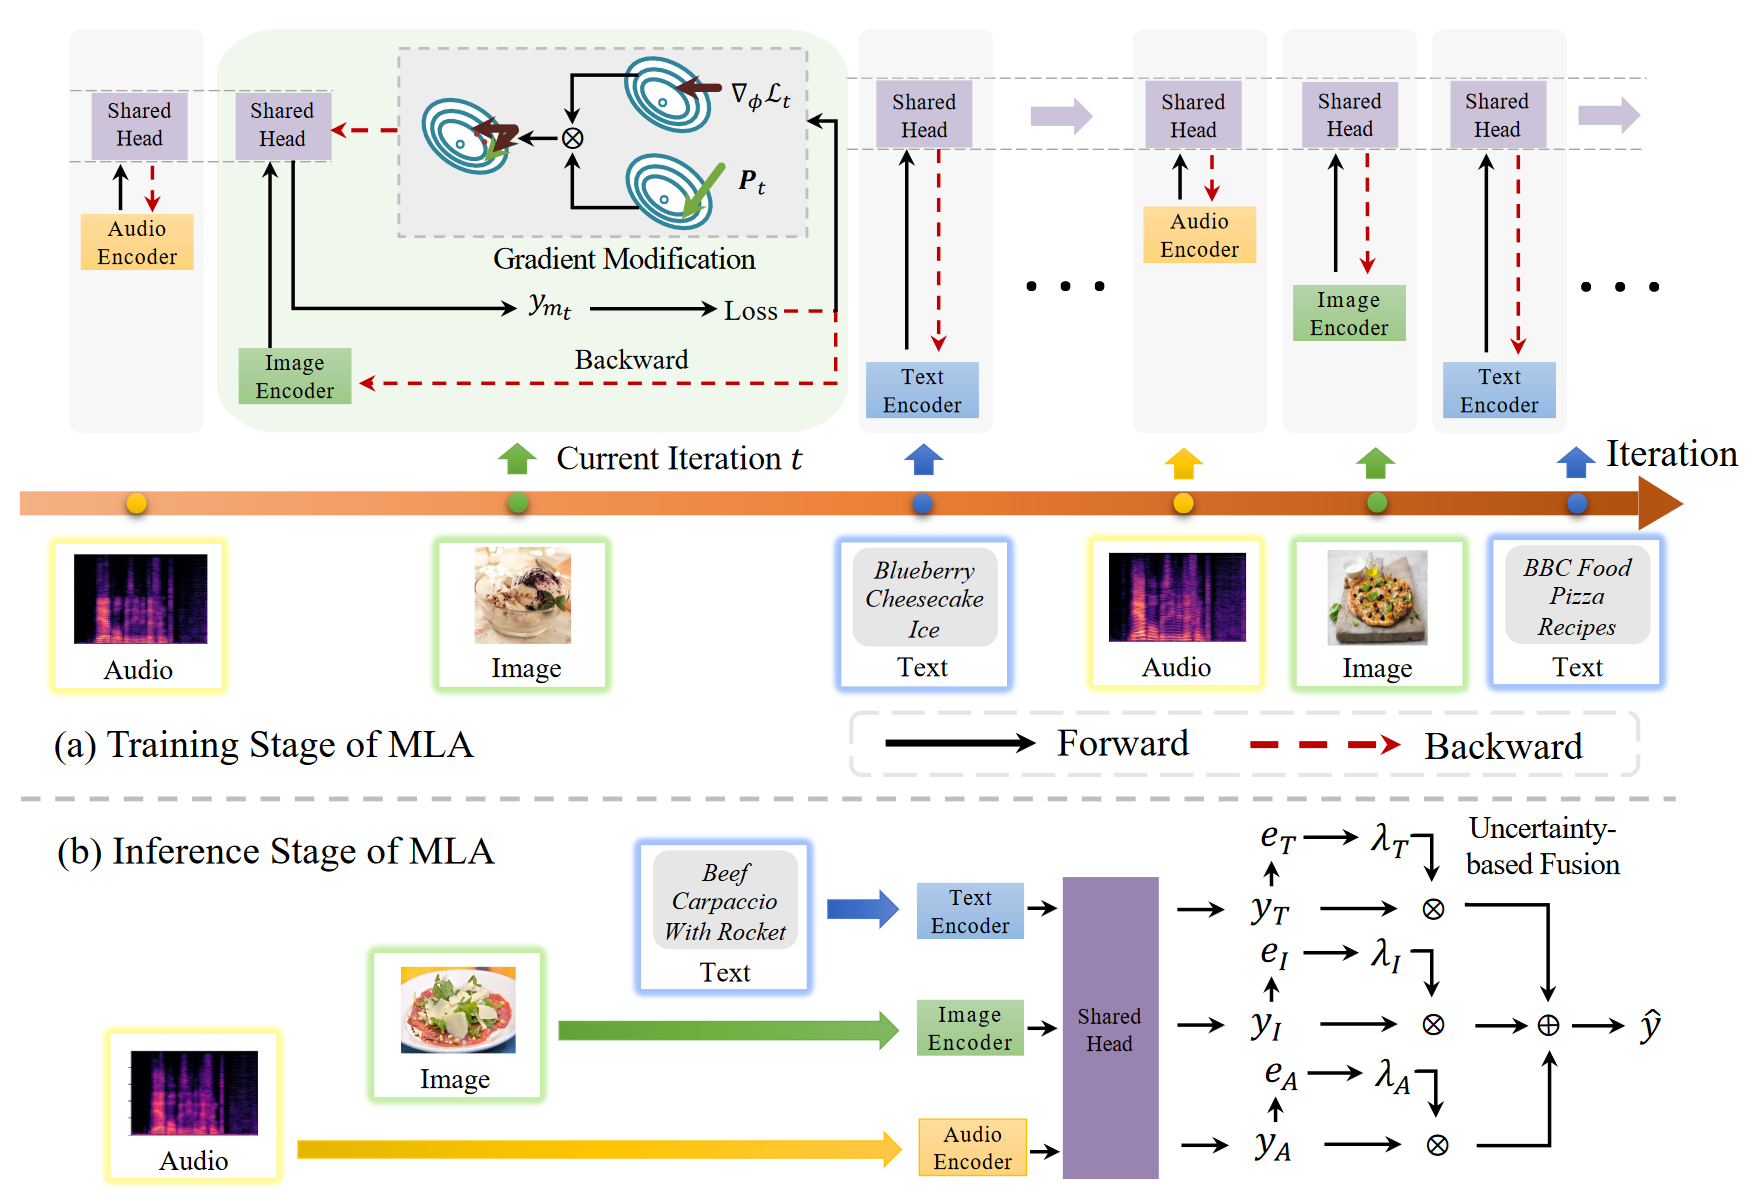 Shared
Head
Audio
Encoder
Shared
Head
Image
Encoder
∇ϕℒt
Pt
Gradient Modification
ymt
Loss
Backward
Shared
Head
Text
Encoder
Shared
Head
Audio
Encoder
Shared
Head
Image
Encoder
Shared
Head
Text
Encoder
Current Iteration t
Iteration
Audio
Image
Blueberry
Cheesecake
Ice
Text
Audio
Image
BBC Food
Pizza
Recipes
Text
(a) Training Stage of MLA
Forward
Backward
(b) Inference Stage of MLA
Beef
Carpaccio
With Rocket
Text
Image
Audio
Text
Encoder
Image
Encoder
Audio
Encoder
Shared
Head
eT
λT
yT
eI
λI
yI
eA
λA
yA
Uncertainty-
based Fusion
ŷ